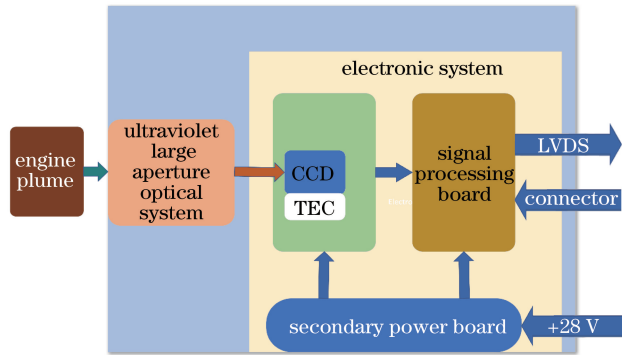 electronic system
engine
plume
ultraviolet
large
aperture
optical
system
CCD
TEC
signal
processing
board
LVDS
connector
secondary power board
+28 V